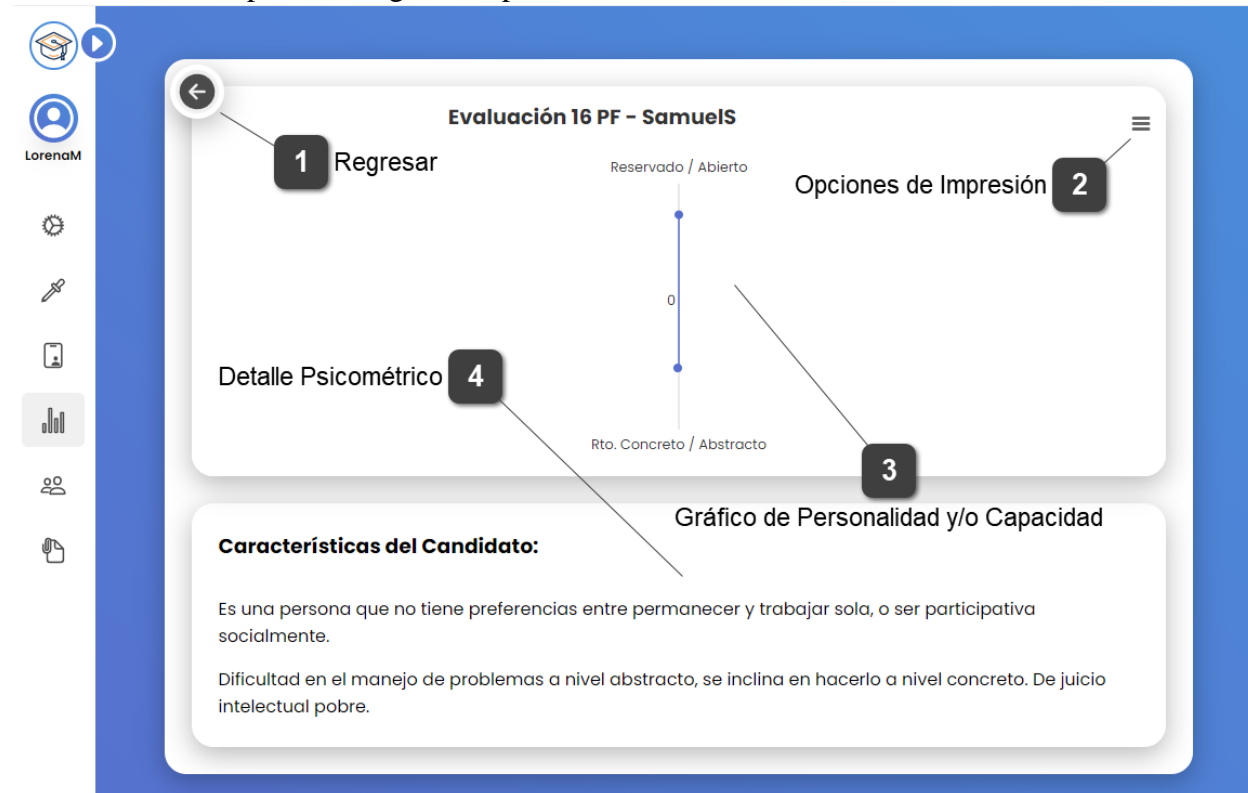 LorenaM
Evaluación 16 PF - SamuelS
1 Regresar
Reservado / Abierto
Opciones de Impresión 2
0
Detalle Psicométrico 4
Rto. Concreto / Abstracto
3
Gráfico de Personalidad y/o Capacidad
Características del Candidato:
Es una persona que no tiene preferencias entre permanecer y trabajar sola, o ser participativa
socialmente.
Dificultad en el manejo de problemas a nivel abstracto, se inclina en hacerlo a nivel concreto. De juicio
intelectual pobre.